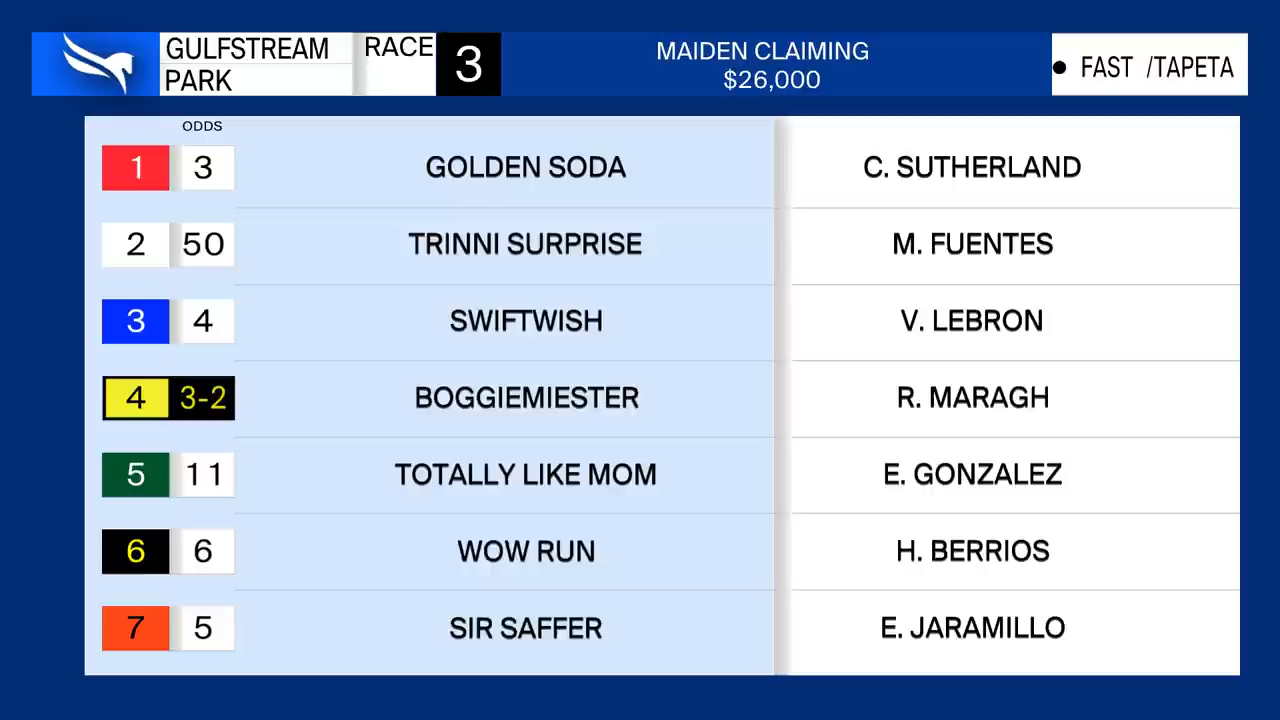 GULFSTREAM
PARK
RACE
3
MAIDEN CLAIMING
$26,000
● FAST /TAPETA
ODDS
1 3 GOLDEN SODA C. SUTHERLAND
2 50 TRINNI SURPRISE M. FUENTES
3 4 SWIFTWISH V. LEBRON
4 3-2 BOGGIEMIESTER R. MARAGH
5 11 TOTALLY LIKE MOM E. GONZALEZ
6 6 WOW RUN H. BERRIOS
7 5 SIR SAFFER E. JARAMILLO